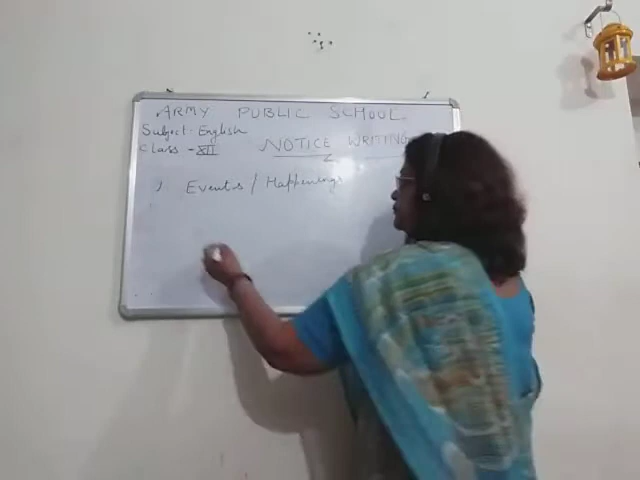 ARMY PUBLIC SCHOOL
Subject: English
Class - XII NOTICE WRITING
1. Events / Happenings